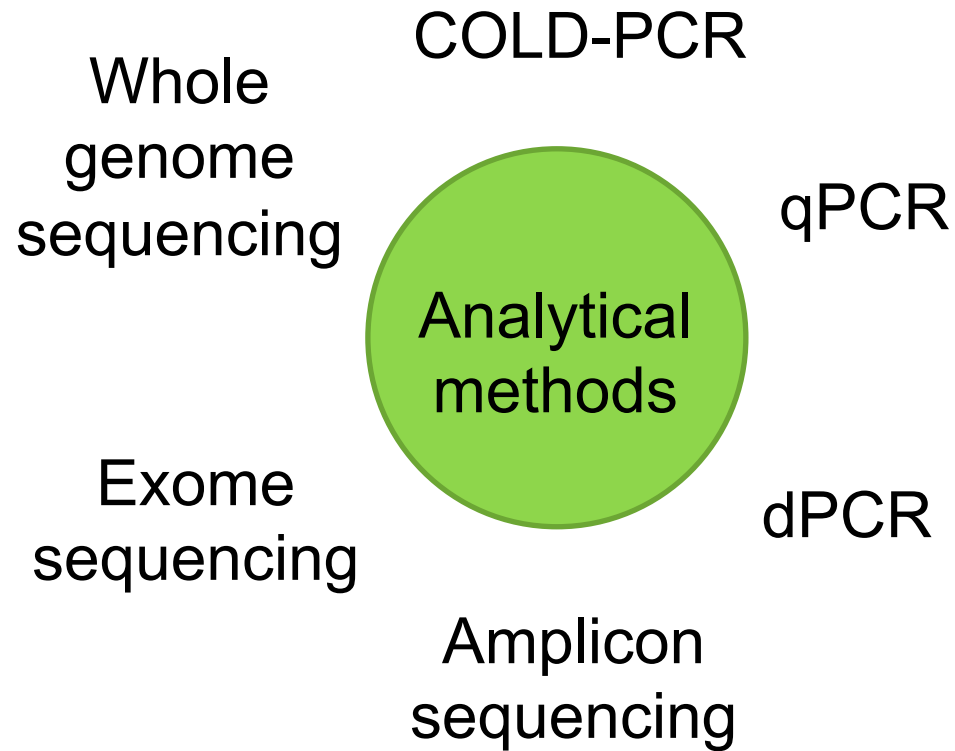 COLD-PCR
Whole
genome
sequencing
qPCR
Analytical
methods
Exome
sequencing
dPCR
Amplicon
sequencing